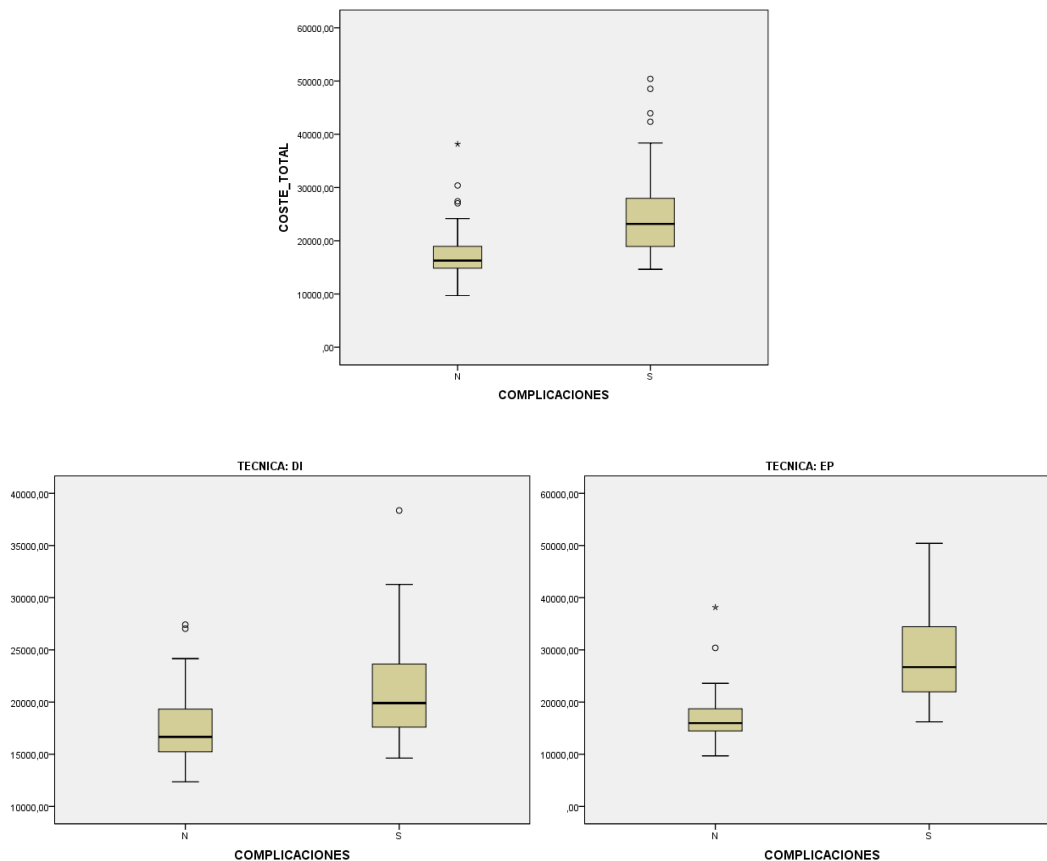 60000,00
50000,00
40000,00
30000,00
20000,00
10000,00
,00
COSTE_TOTAL
N S
COMPLICACIONES
TECNICA: DI
40000,00
35000,00
30000,00
25000,00
20000,00
15000,00
10000,00
N S
COMPLICACIONES
TECNICA: EP
60000,00
50000,00
40000,00
30000,00
20000,00
10000,00
,00
N S
COMPLICACIONES